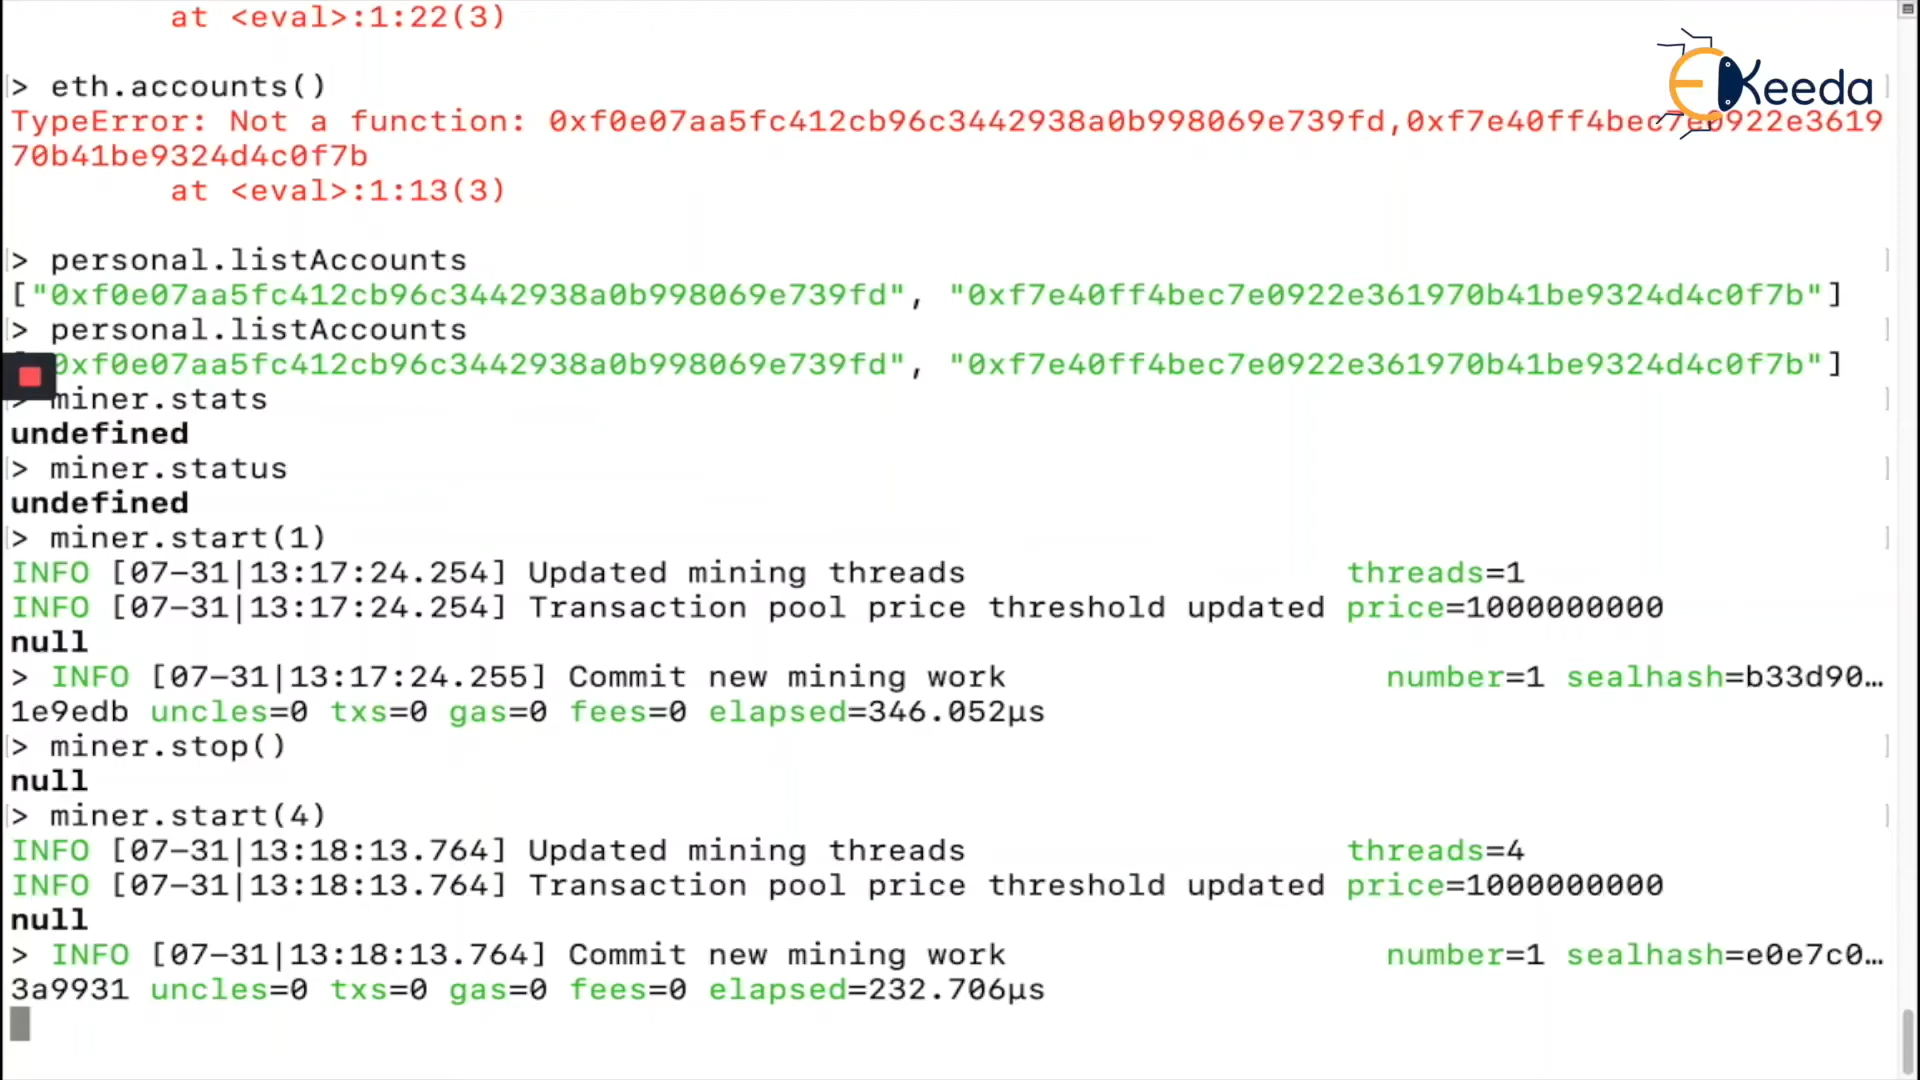 at <eval>:1:22(3)
> eth.accounts()
TypeError: Not a function: 0xf0e07aa5fc412cb96c3442938a0b998069e739fd,0xf7e40ff4bec7e0922e3619
70b41be9324d4c0f7b
at <eval>:1:13(3)
> personal.listAccounts
["0xf0e07aa5fc412cb96c3442938a0b998069e739fd", "0xf7e40ff4bec7e0922e361970b41be9324d4c0f7b"]
> personal.listAccounts
0xf0e07aa5fc412cb96c3442938a0b998069e739fd", "0xf7e40ff4bec7e0922e361970b41be9324d4c0f7b"]
> miner.stats
undefined
> miner.status
undefined
> miner.start(1)
INFO [07-31|13:17:24.254] Updated mining threads threads=1
INFO [07-31|13:17:24.254] Transaction pool price threshold updated price=1000000000
null
> INFO [07-31|13:17:24.255] Commit new mining work number=1 sealhash=b33d90…
1e9edb uncles=0 txs=0 gas=0 fees=0 elapsed=346.052µs
> miner.stop()
null
> miner.start(4)
INFO [07-31|13:18:13.764] Updated mining threads threads=4
INFO [07-31|13:18:13.764] Transaction pool price threshold updated price=1000000000
null
> INFO [07-31|13:18:13.764] Commit new mining work number=1 sealhash=e0e7c0…
3a9931 uncles=0 txs=0 gas=0 fees=0 elapsed=232.706µs
EKeeda